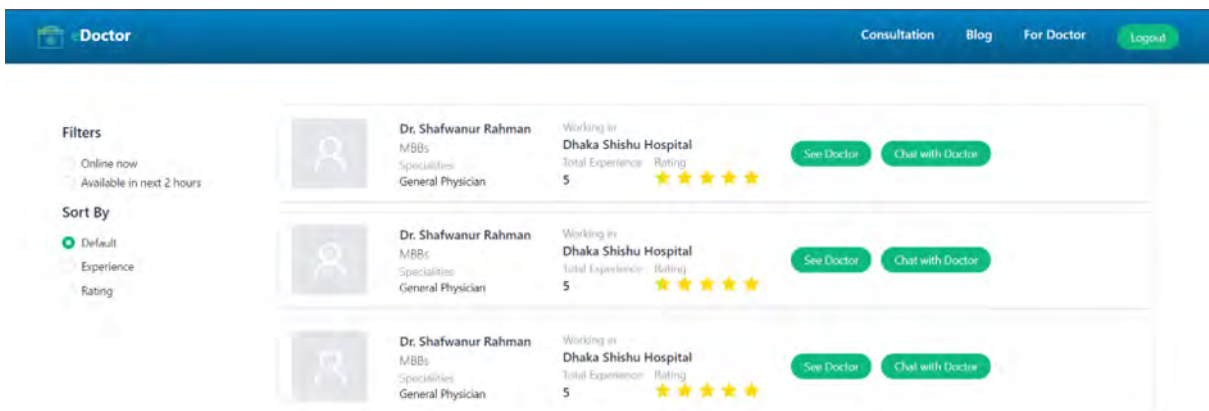 eDoctor
Consultation Blog For Doctor Logout
Filters
Online now
Available in next 2 hours
Sort By
Default
Experience
Rating
Dr. Shafwanur Rahman
MBBs
Specialities
General Physician
Working in
Dhaka Shishu Hospital
Total Experience Rating
5
See Doctor Chat with Doctor
Dr. Shafwanur Rahman
MBBs
Specialities
General Physician
Working in
Dhaka Shishu Hospital
Total Experience Rating
5
See Doctor Chat with Doctor
Dr. Shafwanur Rahman
MBBs
Specialities
General Physician
Working in
Dhaka Shishu Hospital
Total Experience Rating
5
See Doctor Chat with Doctor